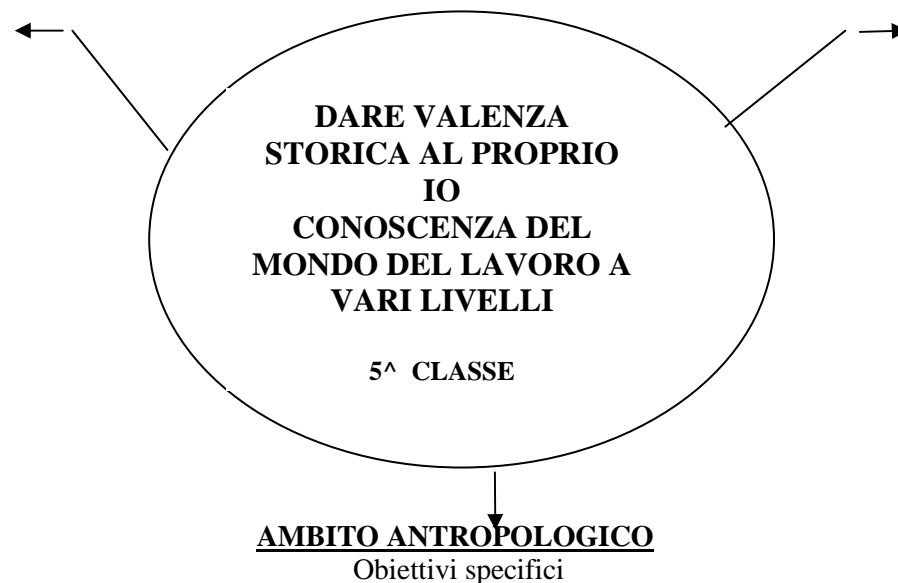 DARE VALENZA
STORICA AL PROPRIO
IO
CONOSCENZA DEL
MONDO DEL LAVORO A
VARI LIVELLI
5^ CLASSE
AMBITO ANTROPOLOGICO
Obiettivi specifici